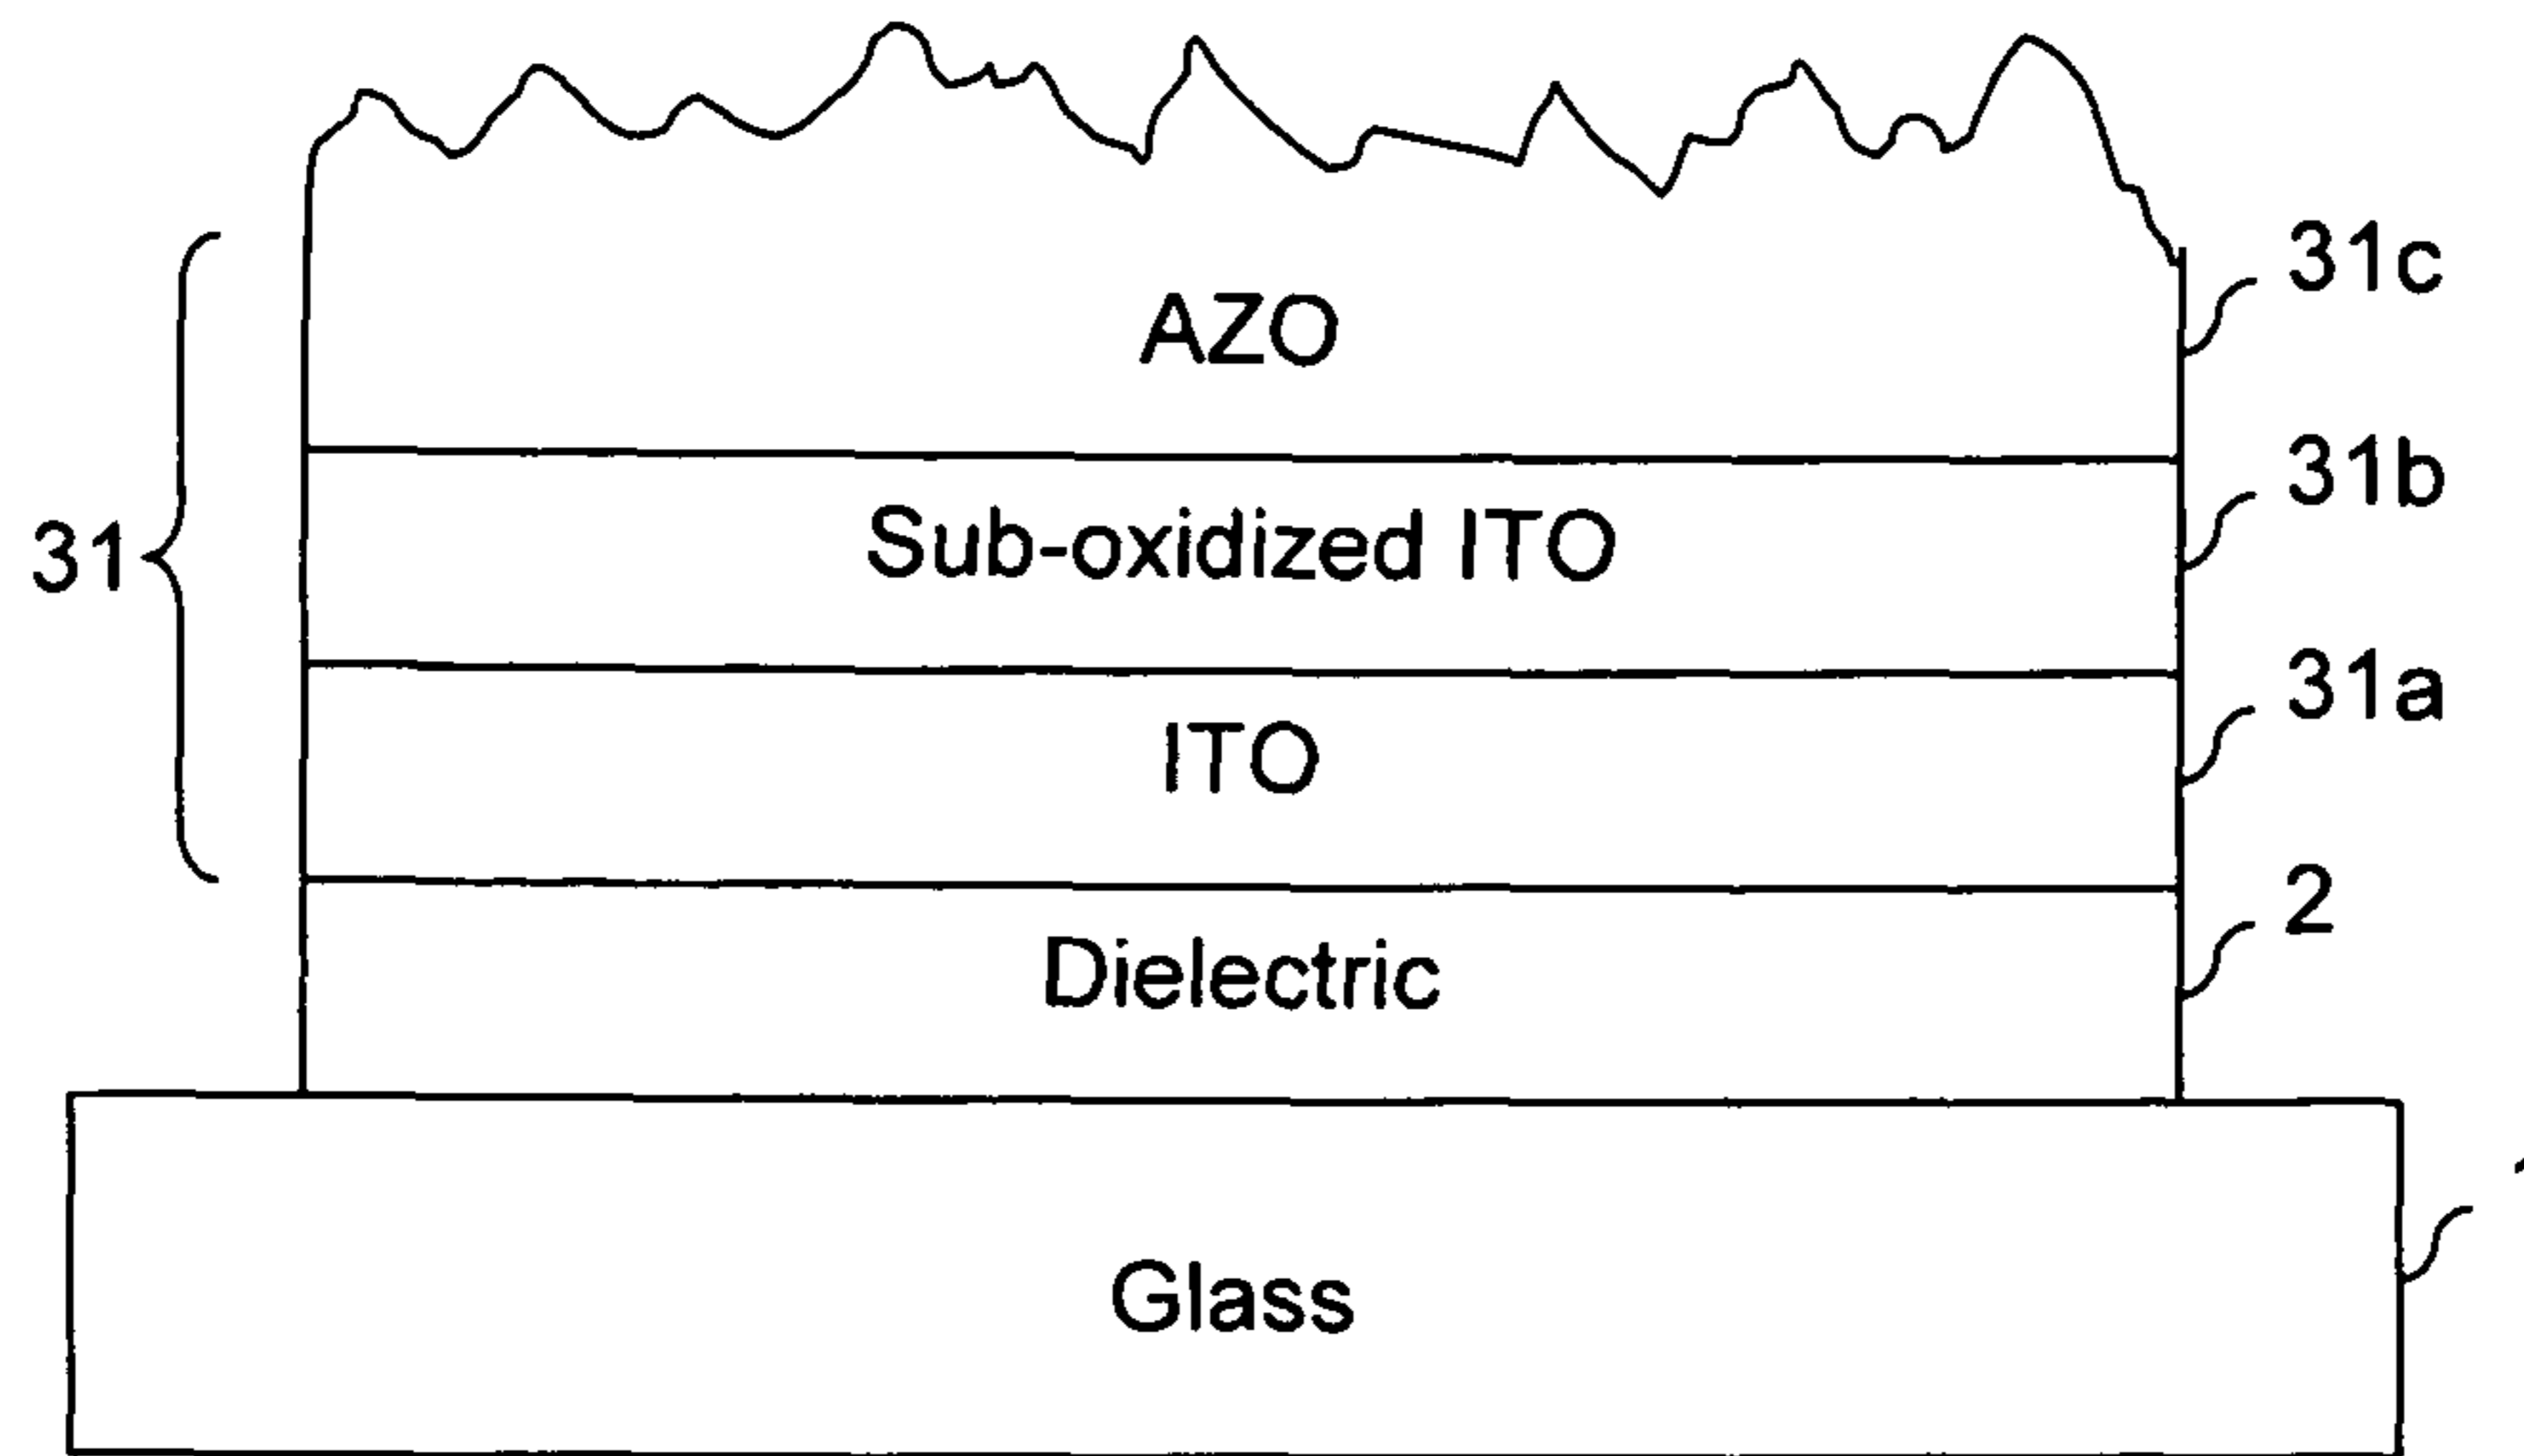 31c
AZO
31b
31
Sub-oxidized ITO
31a
ITO
2
Dielectric
Glass